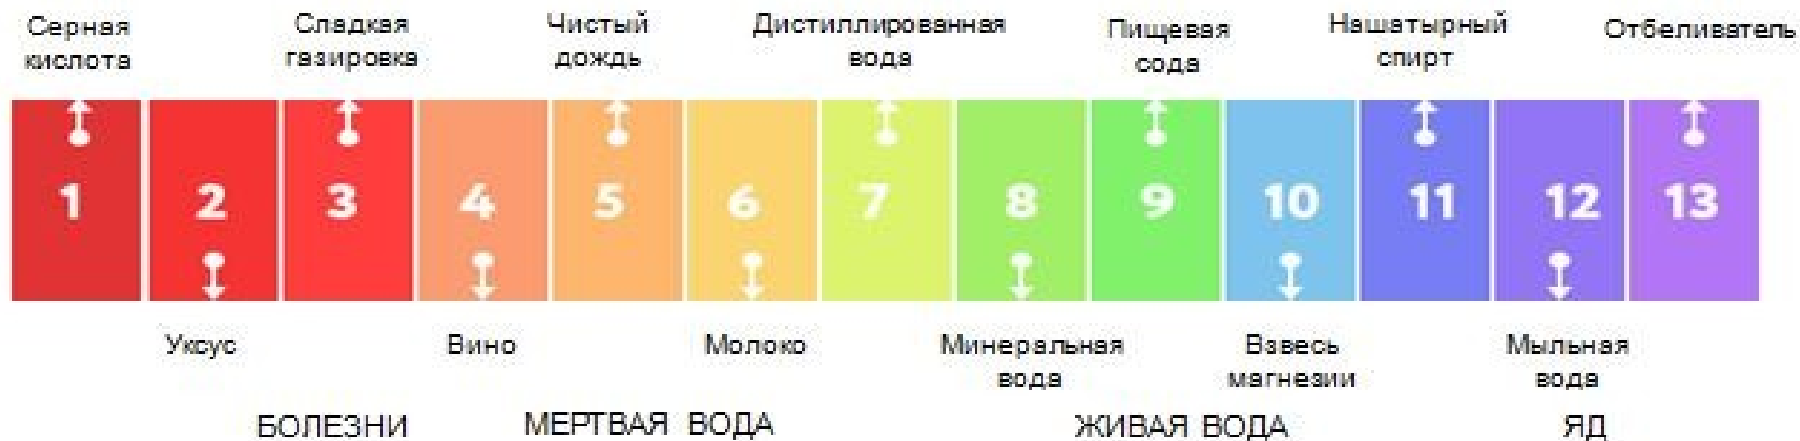 Серная
кислота
Сладкая
газировка
Чистый
дождь
Дистиллированная
вода
Пищевая
сода
Нашатырный
спирт
Отбеливатель
1 2 3 4 5 6 7 8 9 10 11 12 13
Уксус
Вино
Молоко
Минеральная
вода
Взвесь
магнезии
Мыльная
вода
БОЛЕЗНИ МЕРТВАЯ ВОДА ЖИВАЯ ВОДА ЯД